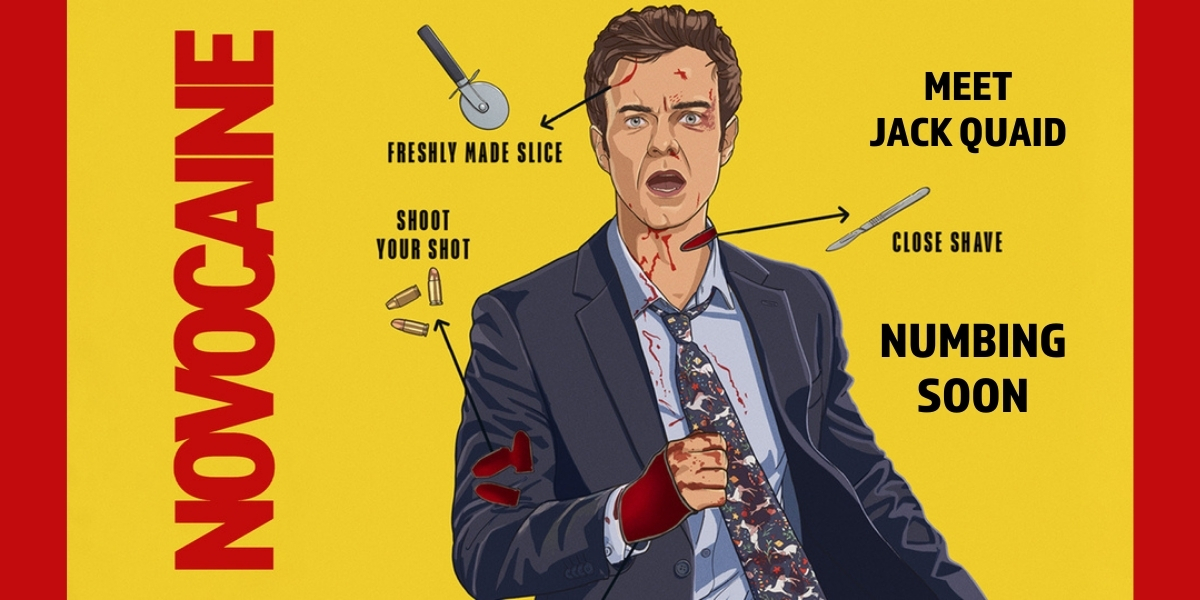 NOVOCAINE
FRESHLY MADE SLICE
SHOOT
YOUR SHOT
MEET
JACK QUAID
CLOSE SHAVE
NUMBING
SOON